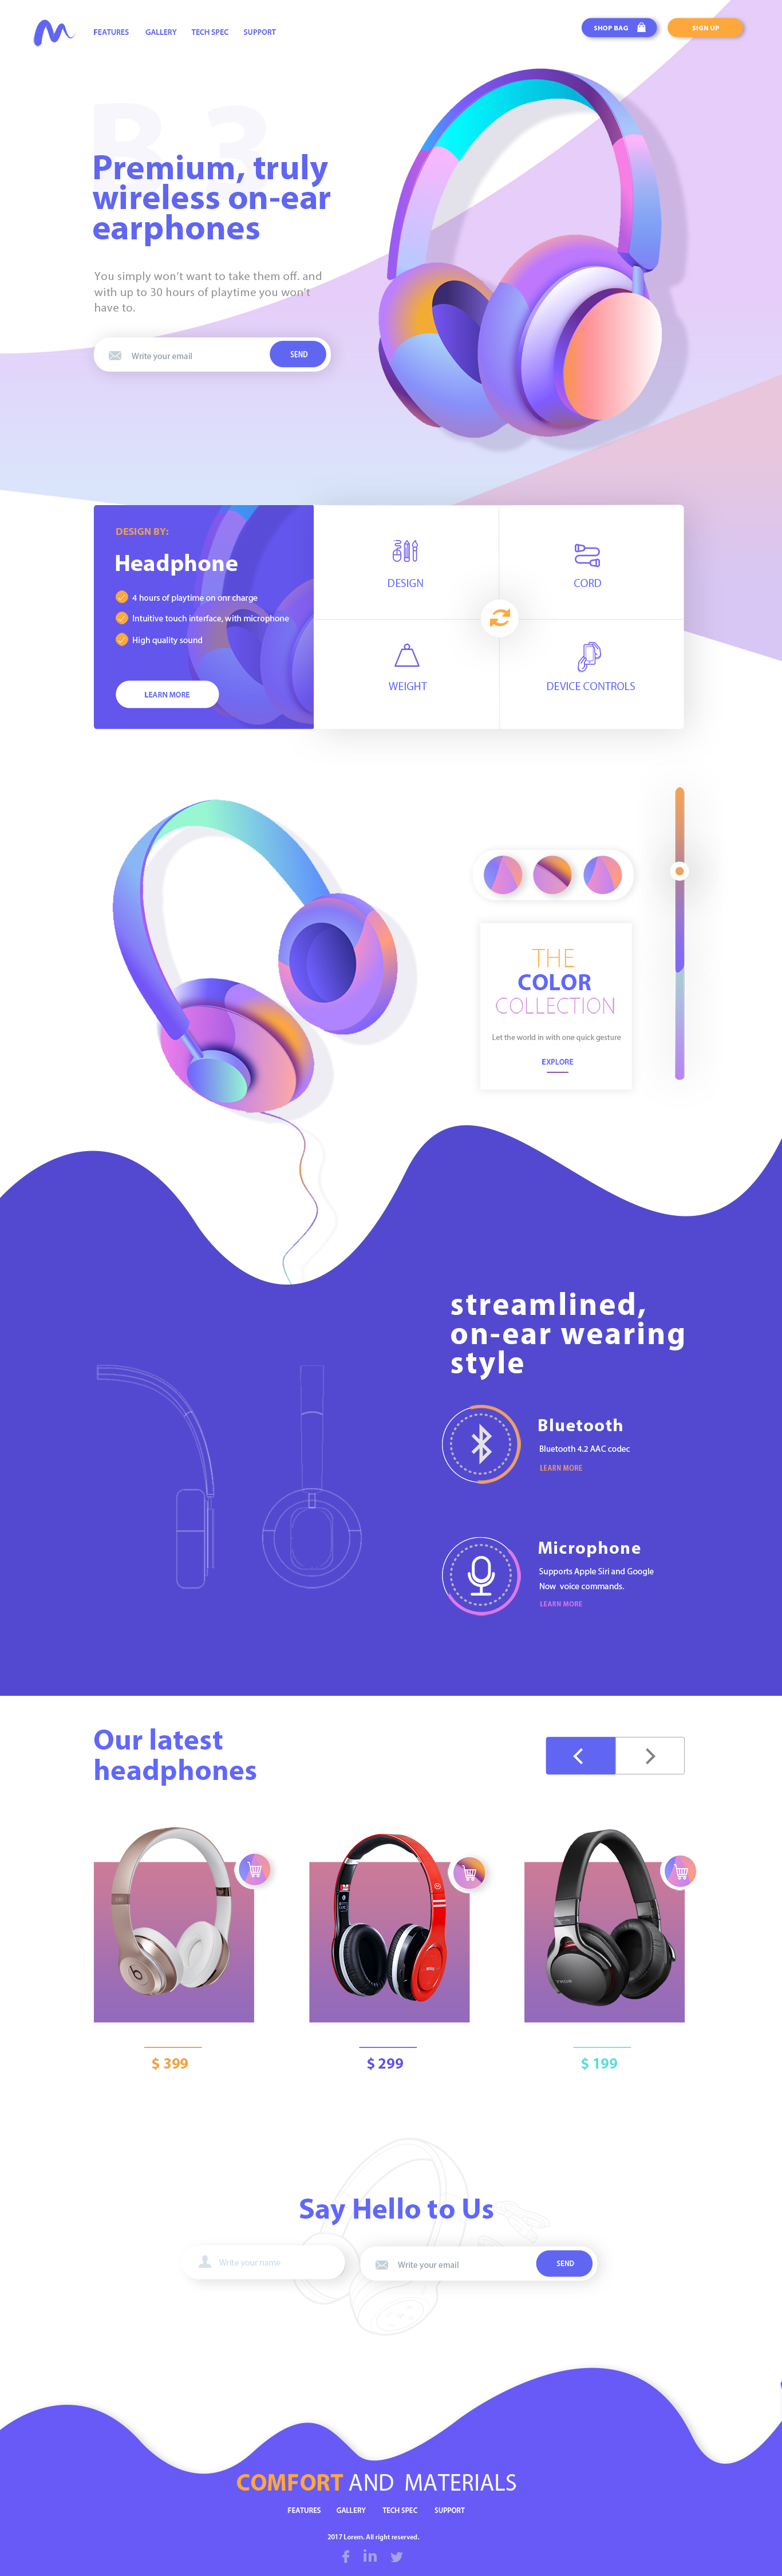 FEATURES GALLERY TECH SPEC SUPPORT
SHOP BAG
SIGN UP
B 3
Premium, truly
wireless on-ear
earphones
You simply won't want to take them off. and
with up to 30 hours of playtime you won't
have to.
Write your email
SEND
DESIGN BY:
Headphone
4 hours of playtime on onr charge
Intuitive touch interface, with microphone
High quality sound
LEARN MORE
DESIGN
CORD
WEIGHT
DEVICE CONTROLS
THE
COLOR
COLLECTION
Let the world in with one quick gesture
EXPLORE
streamlined,
on-ear wearing
style
Bluetooth
Bluetooth 4.2 AAC codec
LEARN MORE
Microphone
Supports Apple Siri and Google
Now voice commands.
LEARN MORE
Our latest
headphones
$ 399
$ 299
$ 199
Say Hello to Us
Write your name
Write your email
SEND
COMFORT AND MATERIALS
FEATURES GALLERY TECH SPEC SUPPORT
2017 Lorem. All right reserved.